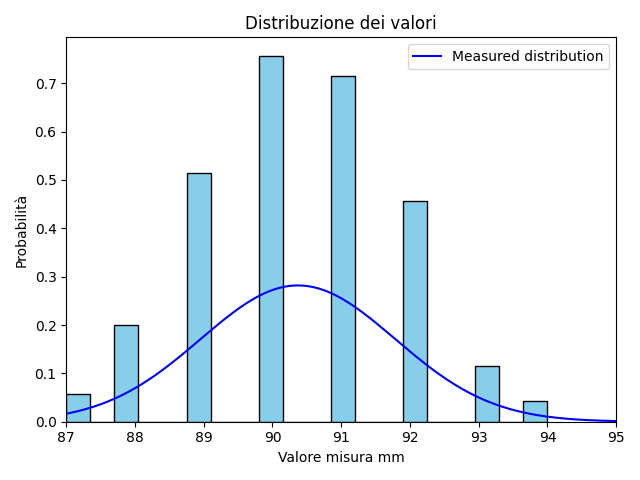 Distribuzione dei valori
Measured distribution
0.7
0.6
0.5
0.4
0.3
0.2
0.1
0.0
Probabilità
87 88 89 90 91 92 93 94 95
Valore misura mm